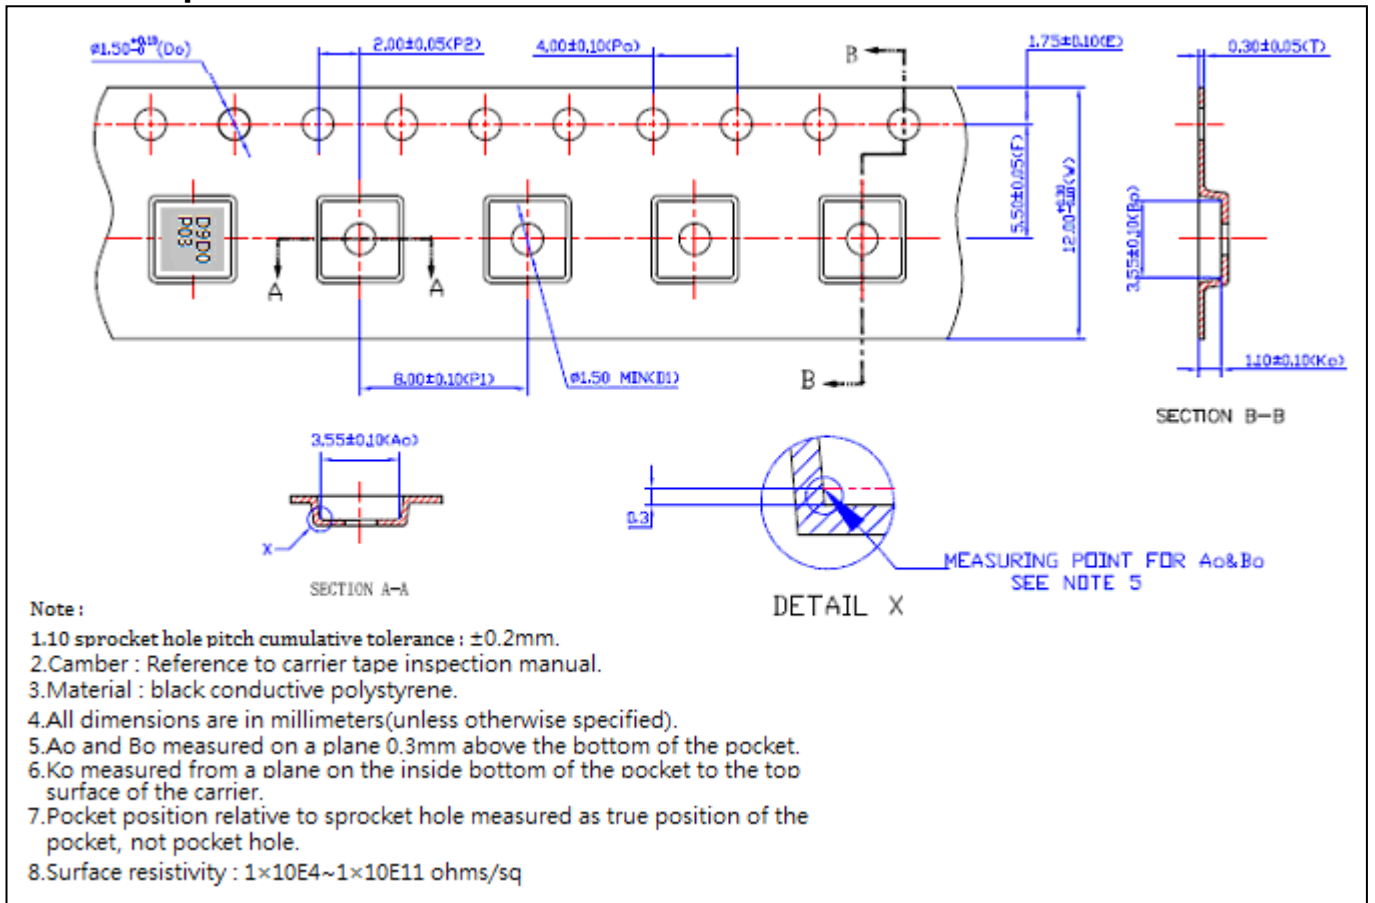 ø1.50+0.10-0(Do)
2.00±0.05(P2)
4.00±0.10(Po)
B
1.75±0.10(E)
0.30±0.05(T)
5.50±0.05(F)
3.55±0.10(Bo)
D9D0
P03
A
A
8.00±0.10(P1)
ø1.50 MIN(D1)
B
1.10±0.10(Ko)
SECTION B-B
3.55±0.10(Ao)
X
SECTION A-A
0.3
MEASURING POINT FOR Ao&Bo
SEE NOTE 5
DETAIL X
Note :
1.10 sprocket hole pitch cumulative tolerance : ±0.2mm.
2.Camber : Reference to carrier tape inspection manual.
3.Material : black conductive polystyrene.
4.All dimensions are in millimeters(unless otherwise specified).
5.Ao and Bo measured on a plane 0.3mm above the bottom of the pocket.
6.Ko measured from a plane on the inside bottom of the pocket to the top
surface of the carrier.
7.Pocket position relative to sprocket hole measured as true position of the
pocket, not pocket hole.
8.Surface resistivity : 1×10E4~1×10E11 ohms/sq